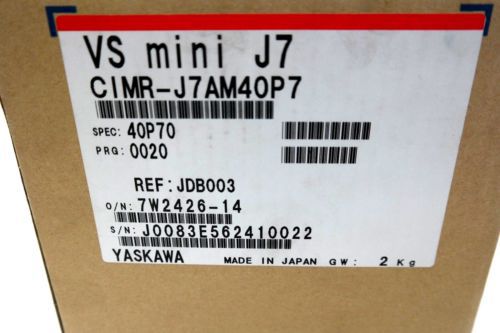 VS mini J7
CIMR-J7AM40P7
SPEC: 40P70
PRG: 0020
REF: JDB003
O/N: 7W2426-14
S/N: J0083E562410022
YASKAWA MADE IN JAPAN GW: 2 Kg